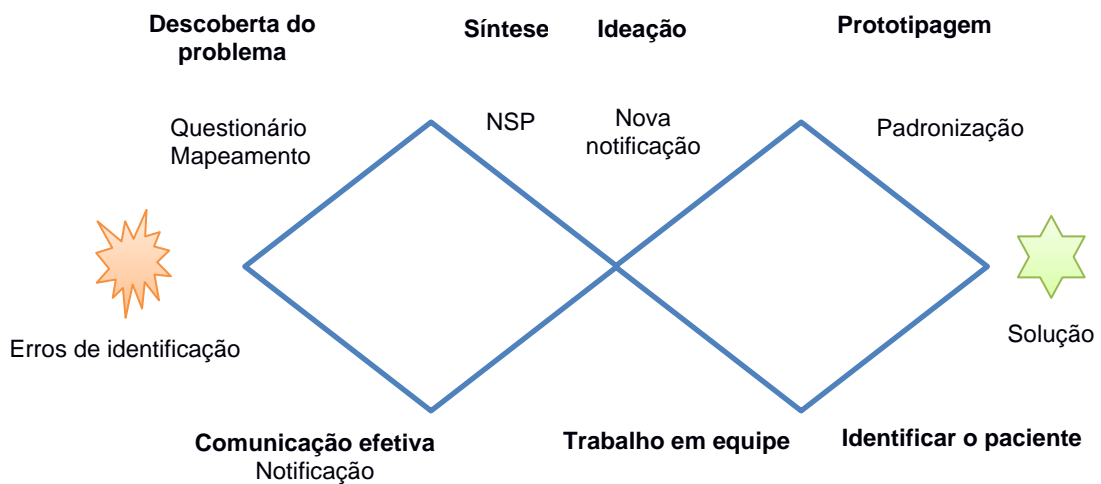 Descoberta do
problema
Síntese
Ideação
Prototipagem
Questionário
Mapeamento
NSP
Nova
notificação
Padronização
Erros de identificação
Solução
Comunicação efetiva
Notificação
Trabalho em equipe
Identificar o paciente